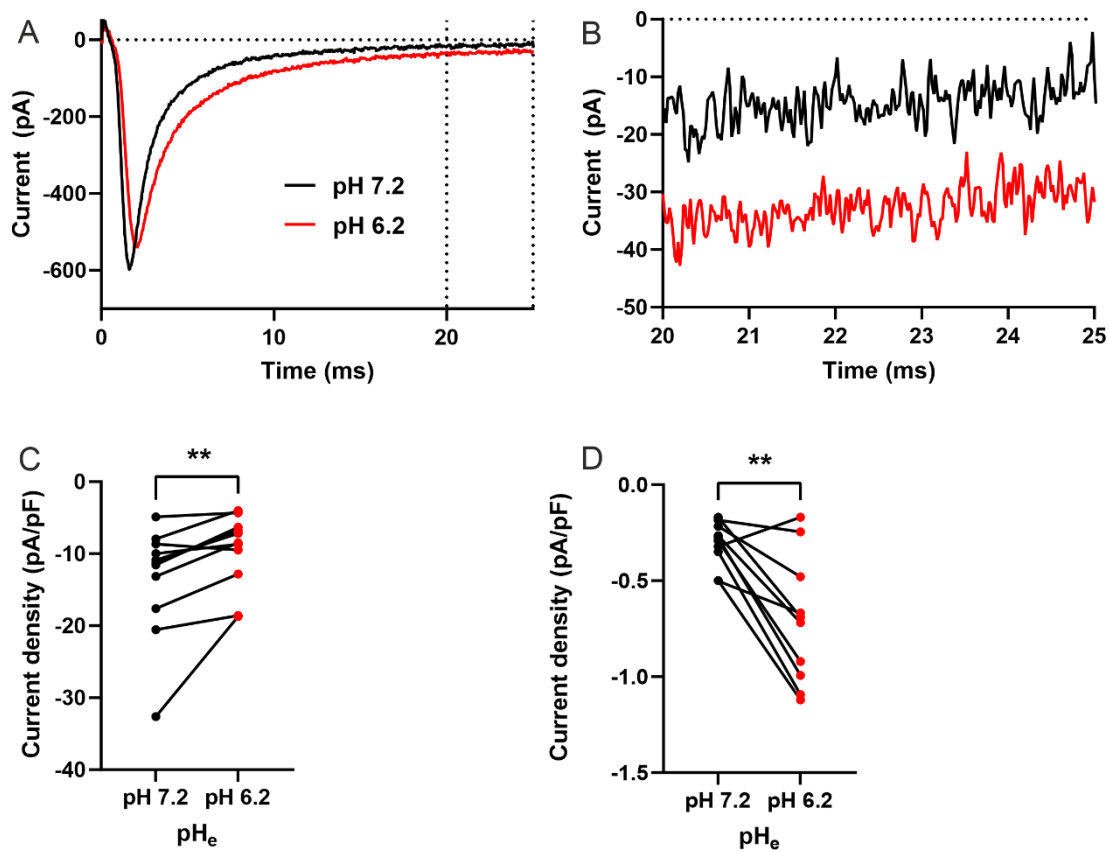 A
Current (pA)
0
-200
-400
-600
pH 7.2
pH 6.2
0
10
20
Time (ms)
B
Current (pA)
0
-10
-20
-30
-40
-50
20
21
22
23
24
25
Time (ms)
C
**
Current density (pA/pF)
0
-10
-20
-30
-40
pH 7.2
pH 6.2
pHₑ
D
**
Current density (pA/pF)
0.0
-0.5
-1.0
-1.5
pH 7.2
pH 6.2
pHₑ